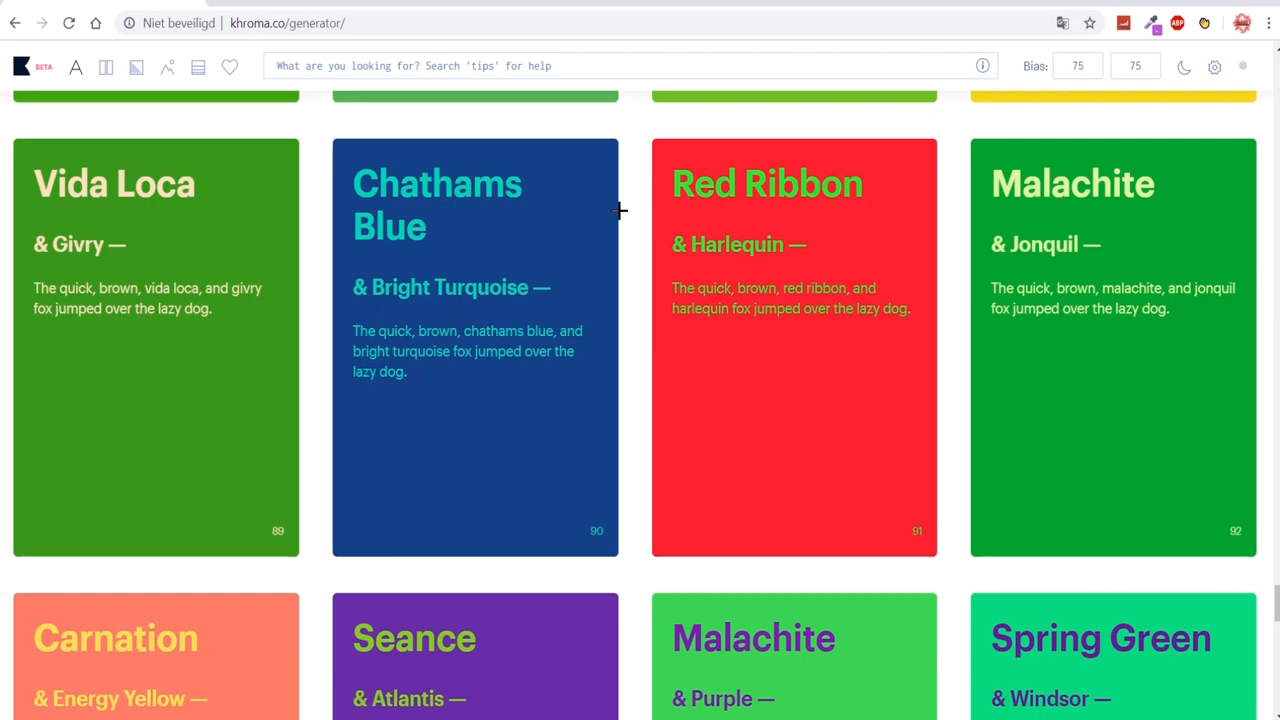 Niet beveiligd | khroma.co/generator/
ABP
BETA
What are you looking for? Search 'tips' for help
Bias: 75 75
Vida Loca
& Givry —
The quick, brown, vida loca, and givry
fox jumped over the lazy dog.
89
Chathams
Blue
& Bright Turquoise —
The quick, brown, chathams blue, and
bright turquoise fox jumped over the
lazy dog.
90
Red Ribbon
& Harlequin —
The quick, brown, red ribbon, and
harlequin fox jumped over the lazy dog.
91
Malachite
& Jonquil —
The quick, brown, malachite, and jonquil
fox jumped over the lazy dog.
92
Carnation
& Energy Yellow —
Seance
& Atlantis —
Malachite
& Purple —
Spring Green
& Windsor —